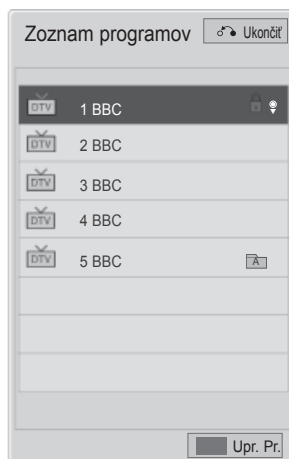 Zoznam programov Ukončiť
DTV 1 BBC
DTV 2 BBC
DTV 3 BBC
DTV 4 BBC
DTV 5 BBC A
Upr. Pr.